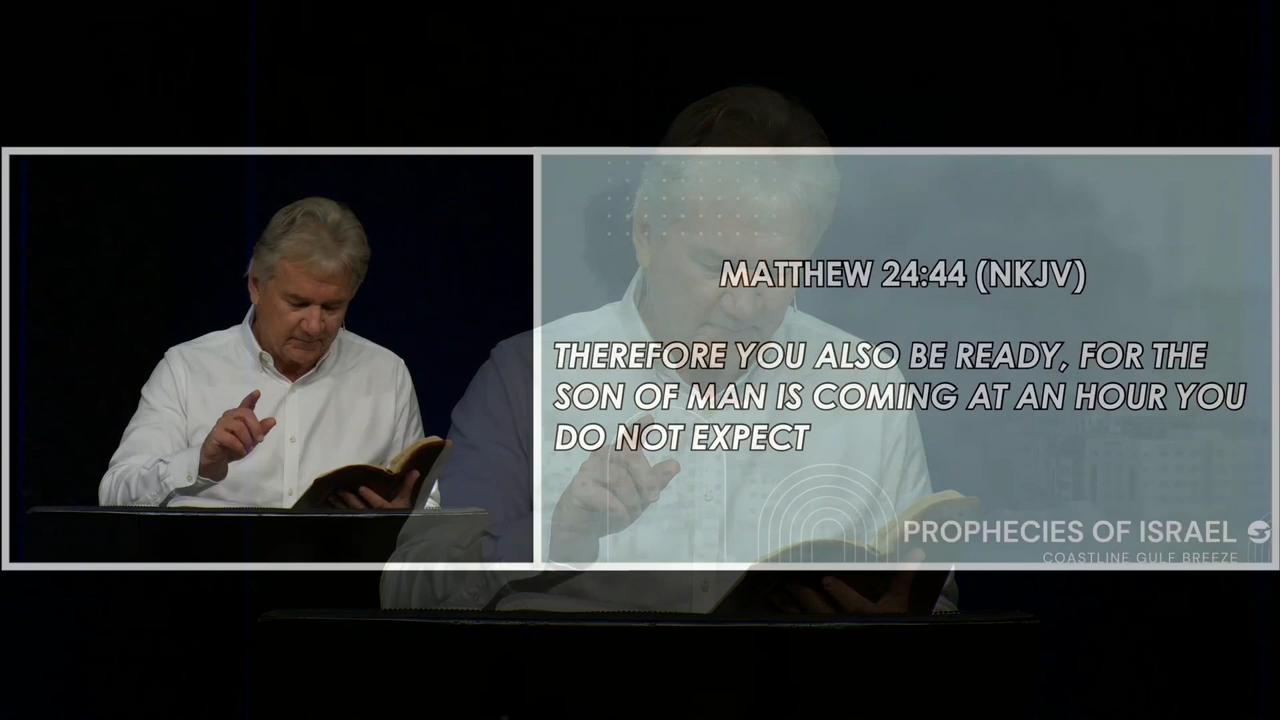 MATTHEW 24:44 (NKJV)
THEREFORE YOU ALSO BE READY, FOR THE
SON OF MAN IS COMING AT AN HOUR YOU
DO NOT EXPECT
PROPHECIES OF ISRAEL
COASTLINE GULF BREEZE